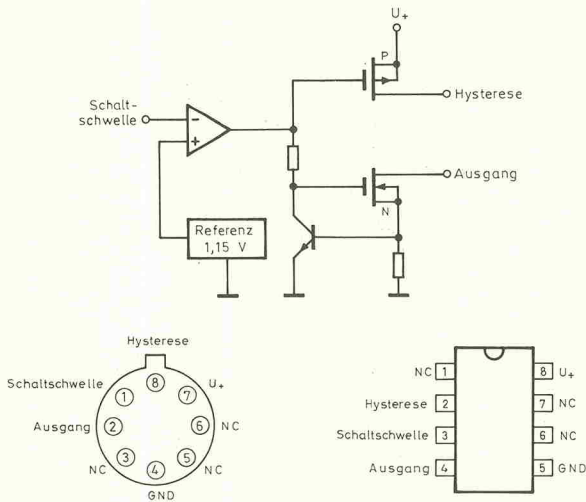 U+
P
Hysterese
Schalt-
schwelle
-
+
Ausgang
N
Referenz
1,15 V
Hysterese
Schaltschwelle
8
U+
1
7
Ausgang
2
6
NC
3
5
NC
4
NC
GND
NC
1
8
U+
Hysterese
2
7
NC
Schaltschwelle
3
6
NC
Ausgang
4
5
GND